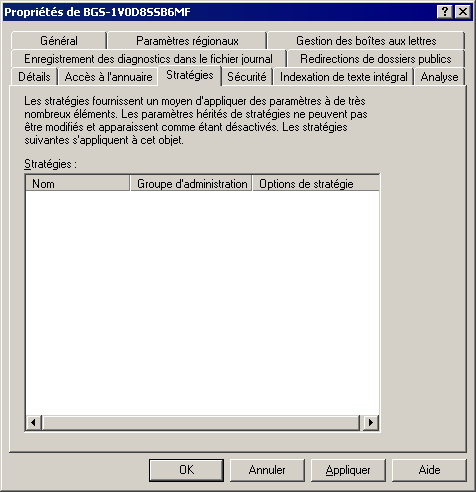 Propriétés de BGS-1V0D8SSB6MF
Général Paramètres régionaux Gestion des boîtes aux lettres
Enregistrement des diagnostics dans le fichier journal Redirections de dossiers publics
Détails Accès à l'annuaire Stratégies Sécurité Indexation de texte intégral Analyse
Les stratégies fournissent un moyen d'appliquer des paramètres à de très
nombreux éléments. Les paramètres hérités de stratégies ne peuvent pas
être modifiés et apparaissent comme étant désactivés. Les stratégies
suivantes s'appliquent à cet objet.
Stratégies :
Nom Groupe d'administration Options de stratégie
OK Annuler Appliquer Aide